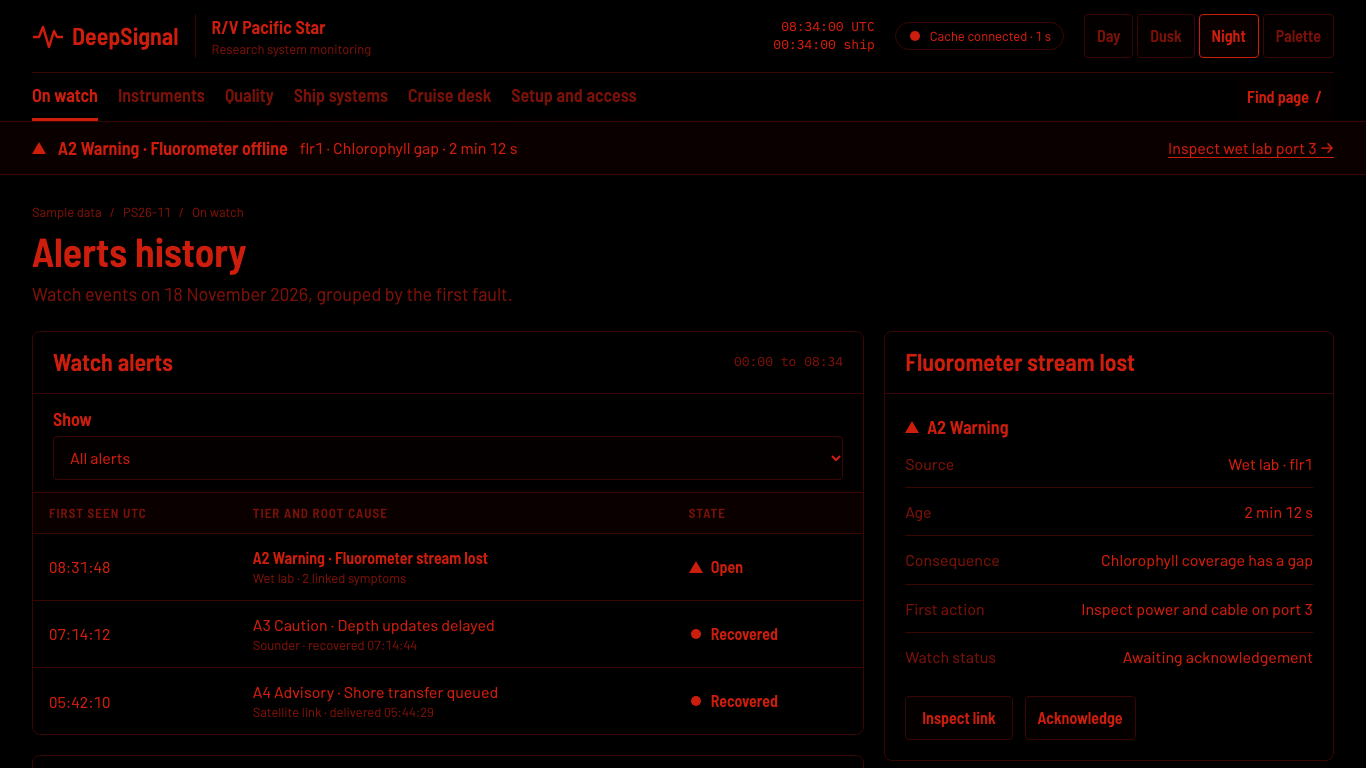 DeepSignal
R/V Pacific Star
Research system monitoring
08:34:00 UTC
00:34:00 ship
Cache connected · 1 s
Day
Dusk
Night
Palette
On watch
Instruments
Quality
Ship systems
Cruise desk
Setup and access
Find page /
A2 Warning · Fluorometer offline
flr1 · Chlorophyll gap · 2 min 12 s
Inspect wet lab port 3 →
Sample data / PS26-11 / On watch
Alerts history
Watch events on 18 November 2026, grouped by the first fault.
Watch alerts
00:00 to 08:34
Show
All alerts
FIRST SEEN UTC
TIER AND ROOT CAUSE
STATE
08:31:48
A2 Warning · Fluorometer stream lost
Wet lab · 2 linked symptoms
Open
07:14:12
A3 Caution · Depth updates delayed
Sounder · recovered 07:14:44
Recovered
05:42:10
A4 Advisory · Shore transfer queued
Satellite link · delivered 05:44:29
Recovered
Fluorometer stream lost
A2 Warning
Source
Wet lab · flr1
Age
2 min 12 s
Consequence
Chlorophyll coverage has a gap
First action
Inspect power and cable on port 3
Watch status
Awaiting acknowledgement
Inspect link
Acknowledge